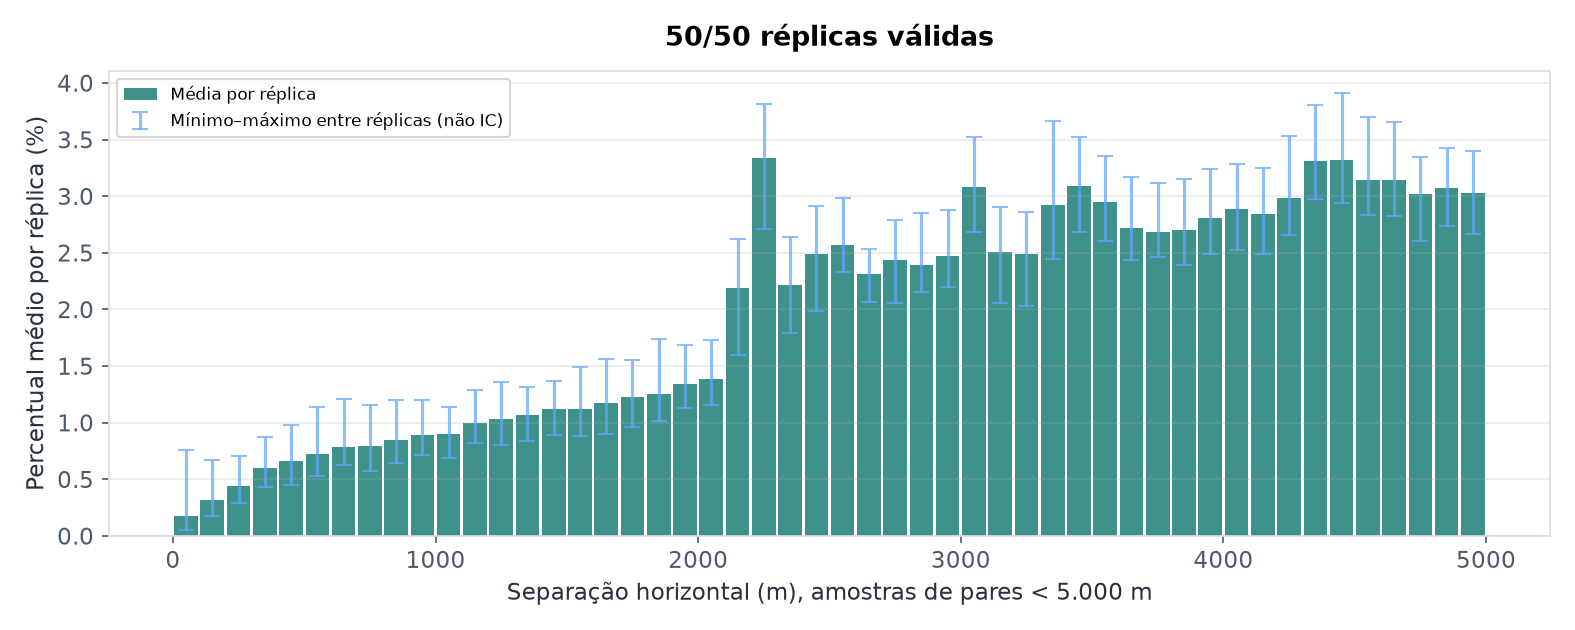 50/50 réplicas válidas
Média por réplica
Mínimo–máximo entre réplicas (não IC)
Percentual médio por réplica (%)
4.0
3.5
3.0
2.5
2.0
1.5
1.0
0.5
0.0
0 1000 2000 3000 4000 5000
Separação horizontal (m), amostras de pares < 5.000 m